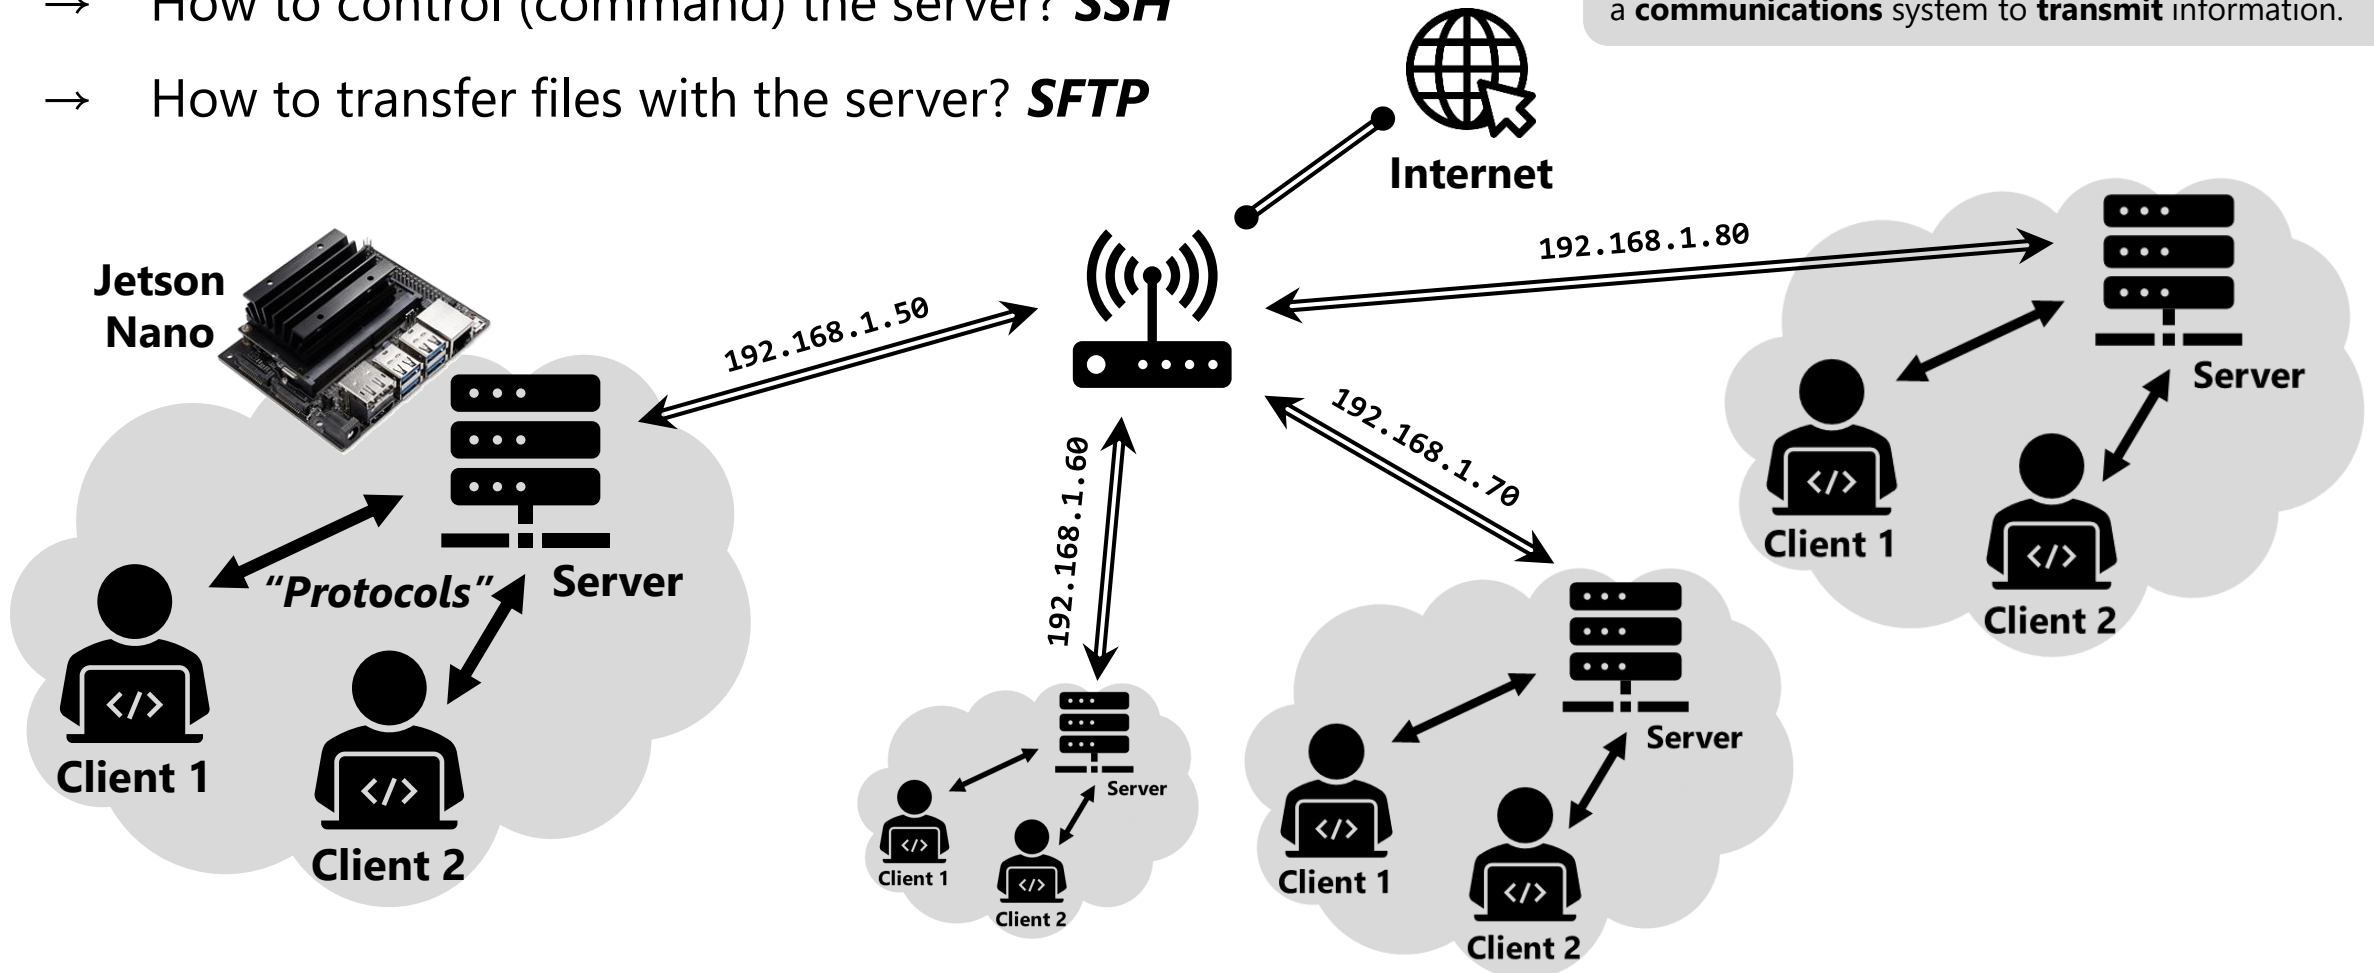 → How to control (command) the server? SSH
a communications system to transmit information.
→ How to transfer files with the server? SFTP
Internet
192.168.1.80
Jetson
Nano
192.168.1.50
192.168.1.60
192.168.1.70
Server
Client 1
Client 2
"Protocols"
Server
Client 1
Client 2
Server
Client 1
Client 2
Server
Client 1
Client 2